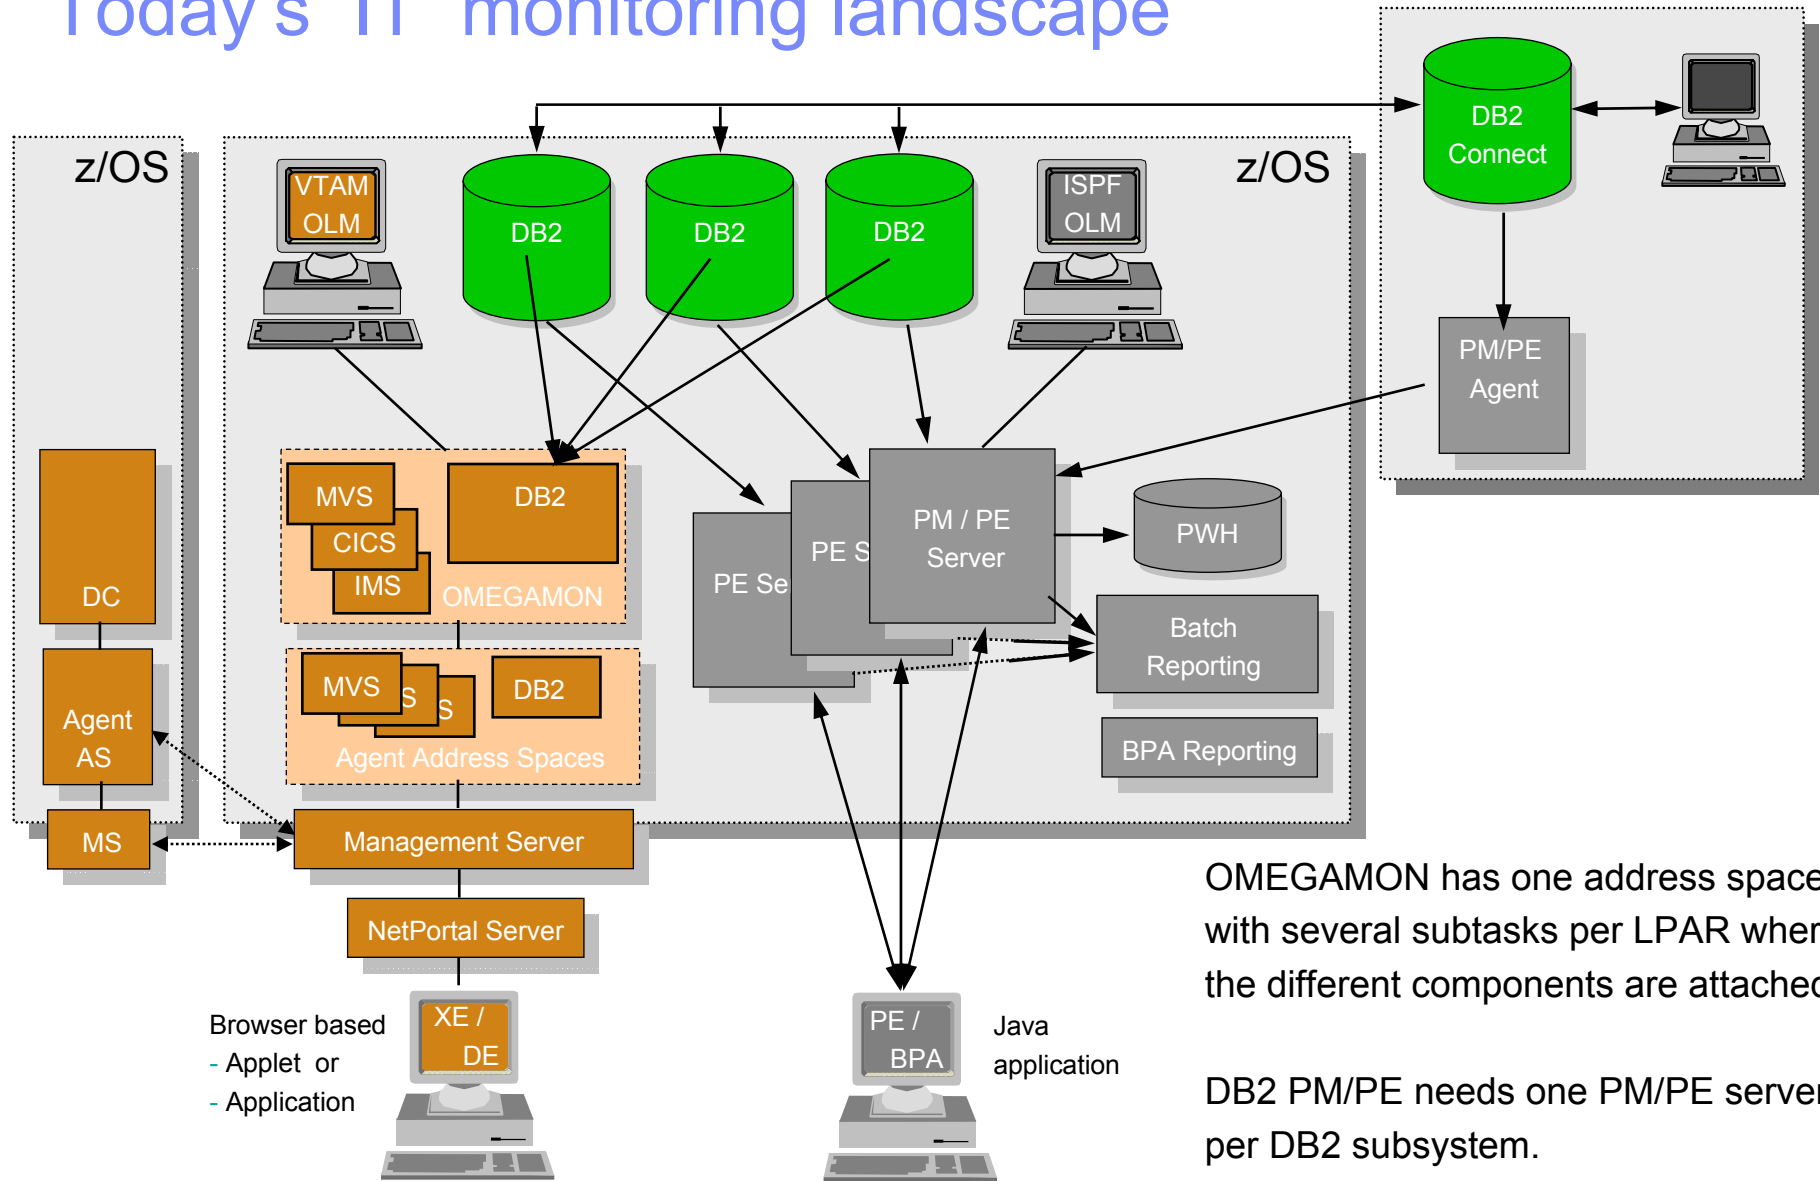 Today's "IT" monitoring landscape
z/OS
z/OS
VTAM
OLM
DB2
DB2
DB2
ISPF
OLM
DB2
Connect
PM/PE
Agent
MVS
CICS
IMS
DB2
OMEGAMON
PE Se
PE S
PM / PE
Server
PWH
Batch
Reporting
BPA Reporting
DC
Agent
AS
MS
MVS
S
S
DB2
Agent Address Spaces
Management Server
NetPortal Server
Browser based
- Applet or
- Application
XE /
DE
PE /
BPA
Java
application
OMEGAMON has one address space
with several subtasks per LPAR wher
the different components are attached
DB2 PM/PE needs one PM/PE server
per DB2 subsystem.